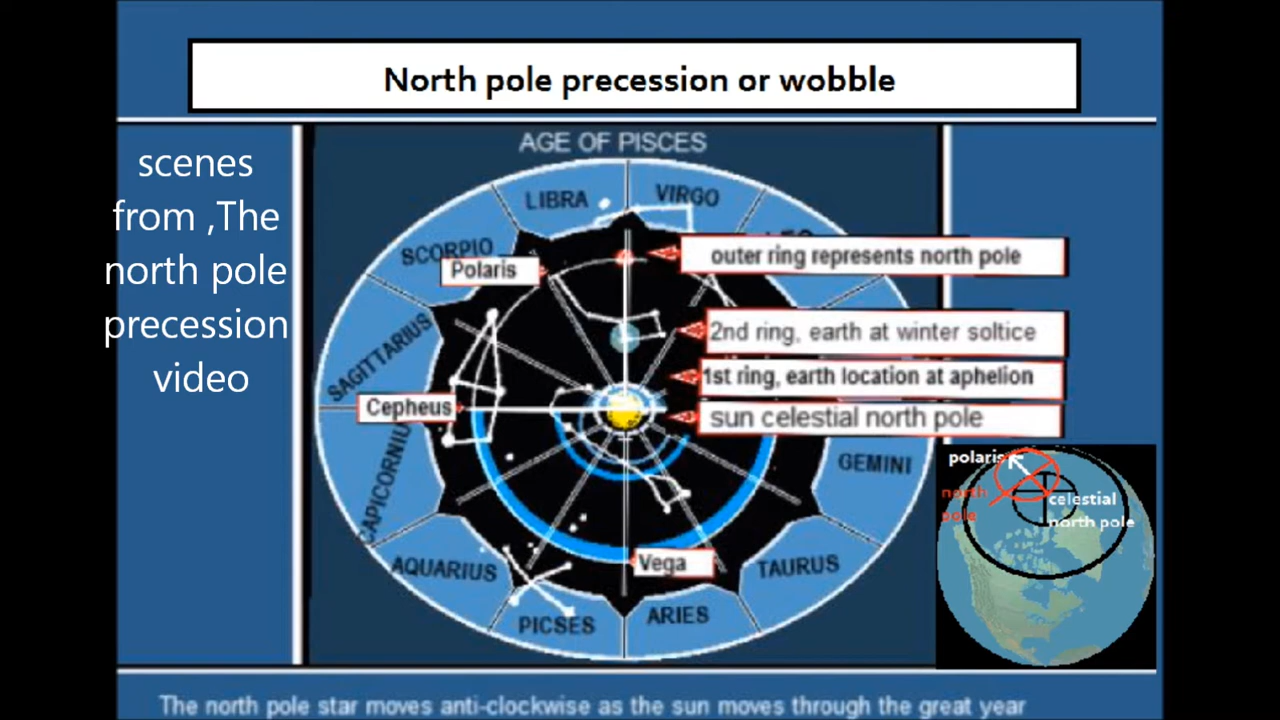 North pole precession or wobble
scenes
from ,The
north pole
precession
video
AGE OF PISCES
LIBRA
VIRGO
SCORPIO
LEO
Polaris
outer ring represents north pole
SAGITTARIUS
2nd ring, earth at winter soltice
1st ring, earth location at aphelion
Cepheus
sun celestial north pole
GEMINI
CAPICORNIUS
polaris
north
pole
celestial
north pole
AQUARIUS
Vega
TAURUS
PICSES
ARIES
The north pole star moves anti-clockwise as the sun moves through the great year